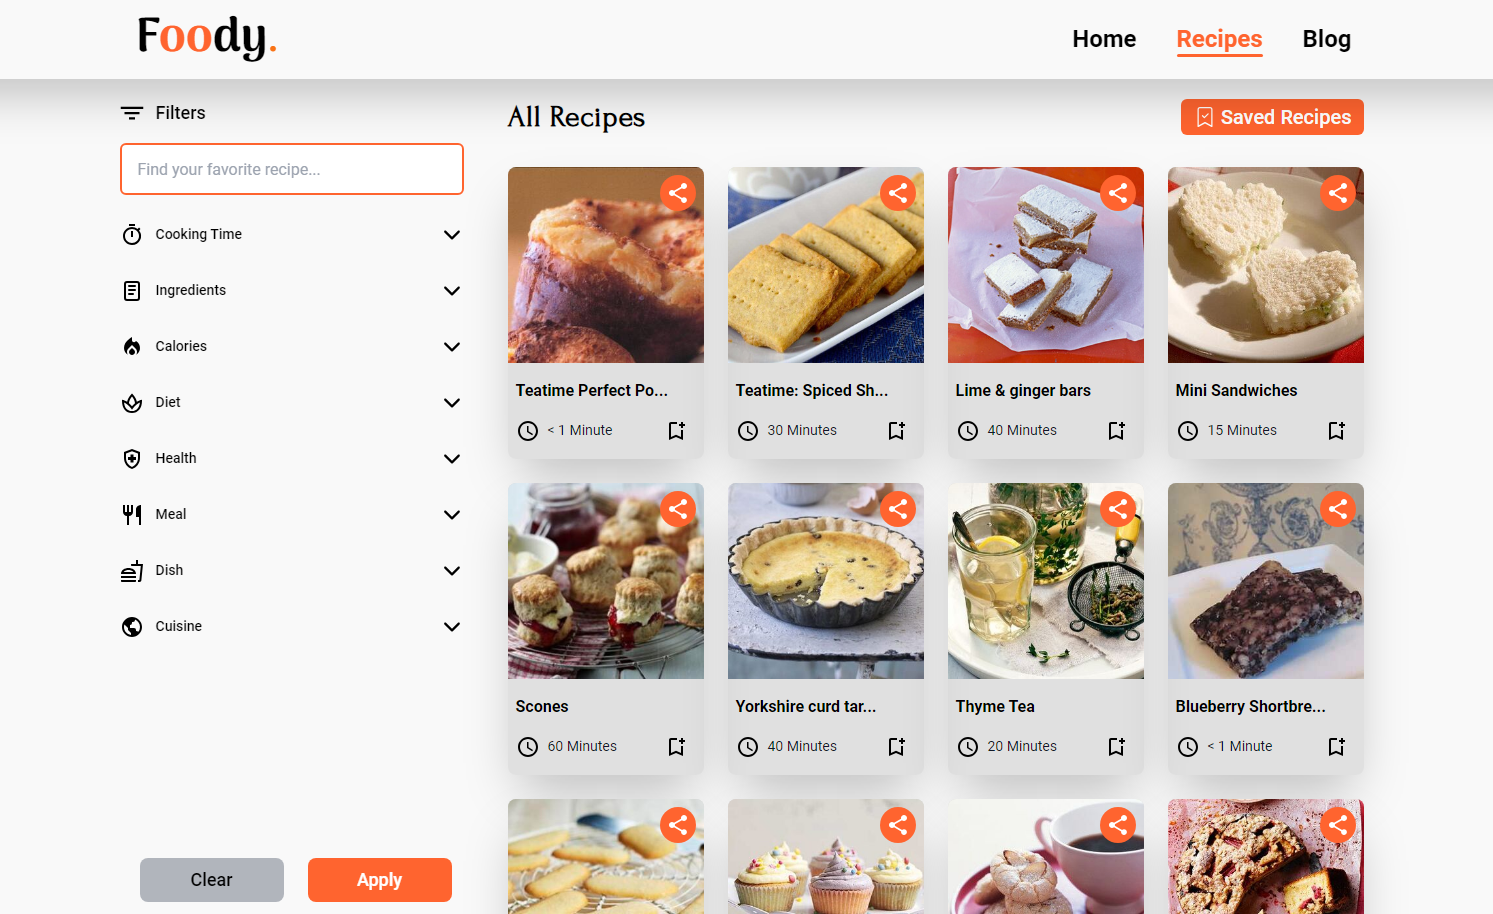 Foody.
Home Recipes Blog
Filters
Find your favorite recipe...
Cooking Time
Ingredients
Calories
Diet
Health
Meal
Dish
Cuisine
Clear Apply
All Recipes
Saved Recipes
Teatime Perfect Po... Teatime: Spiced Sh... Lime & ginger bars Mini Sandwiches
< 1 Minute 30 Minutes 40 Minutes 15 Minutes
Scones Yorkshire curd tar... Thyme Tea Blueberry Shortbre...
60 Minutes 40 Minutes 20 Minutes < 1 Minute